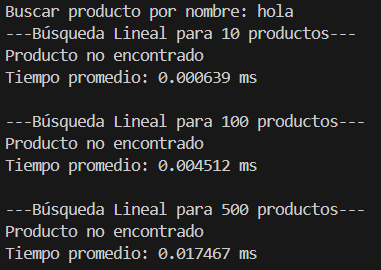 Buscar producto por nombre: hola
---Búsqueda Lineal para 10 productos---
Producto no encontrado
Tiempo promedio: 0.000639 ms
---Búsqueda Lineal para 100 productos---
Producto no encontrado
Tiempo promedio: 0.004512 ms
---Búsqueda Lineal para 500 productos---
Producto no encontrado
Tiempo promedio: 0.017467 ms